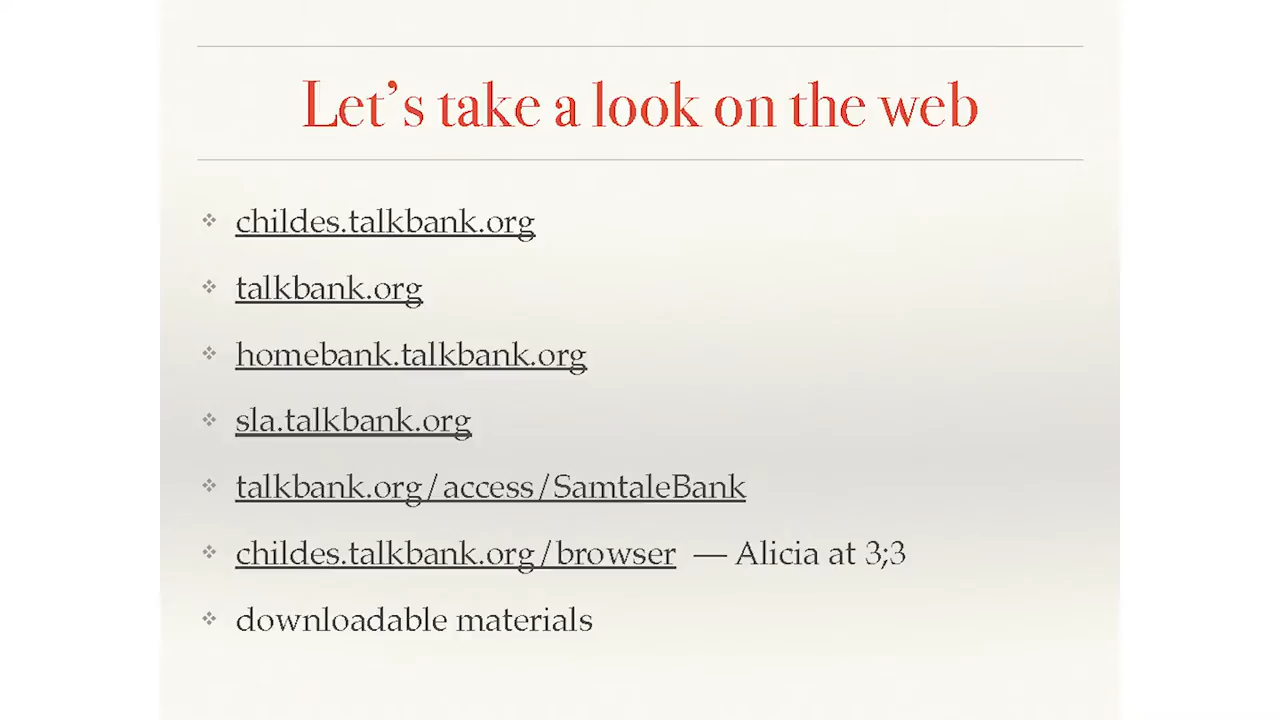 Let's take a look on the web
childes.talkbank.org
talkbank.org
homebank.talkbank.org
sla.talkbank.org
talkbank.org/access/SamtaleBank
childes.talkbank.org/browser — Alicia at 3;3
downloadable materials